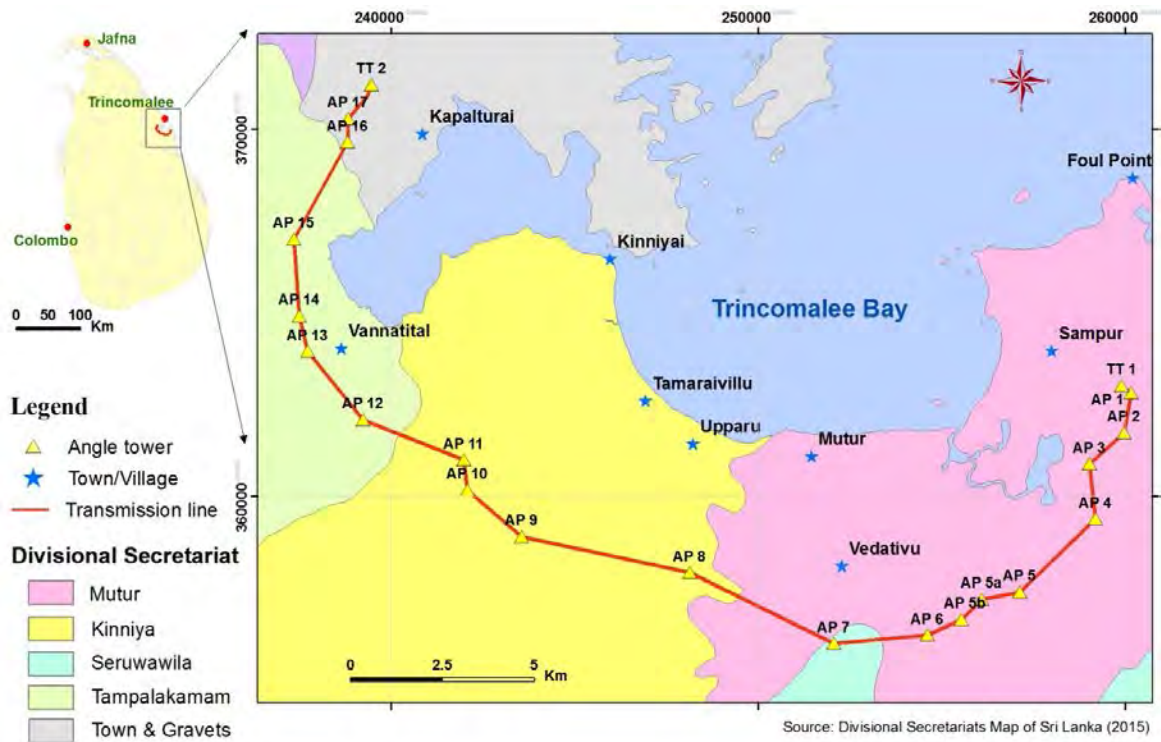 240000
250000
260000
Jafna
Trincomalee
Colombo
0 50 100 Km
370000
360000
TT 2
AP 17
AP 16
Kapalturai
Foul Point
AP 15
Kinniyai
Trincomalee Bay
AP 14
Vannatital
AP 13
Sampur
TT 1
AP 1
Tamaraivillu
AP 12
AP 2
Upparu
Mutur
AP 11
AP 3
AP 10
AP 4
AP 9
AP 8
Vedativu
AP 5a
AP 5
AP 5b
AP 6
AP 7
0 2.5 5
Km
Legend
Angle tower
Town/Village
Transmission line
Divisional Secretariat
Mutur
Kinniya
Seruwawila
Tampalakamam
Town & Gravets
240000
250000
260000
Source: Divisional Secretariats Map of Sri Lanka (2015)